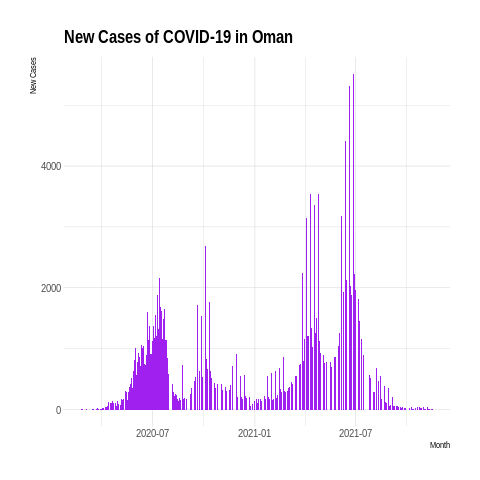 New Cases of COVID-19 in Oman
New Cases
4000
2000
0
2020-07
2021-01
2021-07
Month